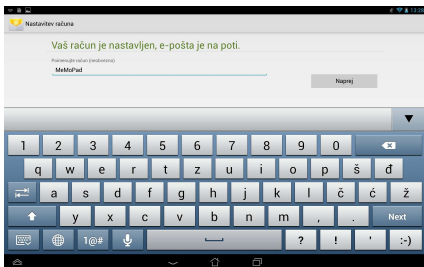 13:28
Nastavitev računa
Vaš račun je nastavljen, e-pošta je na poti.
Poimenujte račun (neobvezno)
MeMoPad
Naprej
1 2 3 4 5 6 7 8 9 0
q w e r t z u i o p š đ
a s d f g h j k l č ć ž
y x c v b n m , . Next
1@# ? ! ' :-)